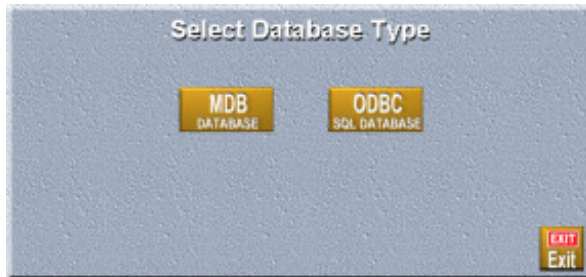 Select Database Type
MDB
DATABASE
ODBC
SQL DATABASE
EXIT
Exit